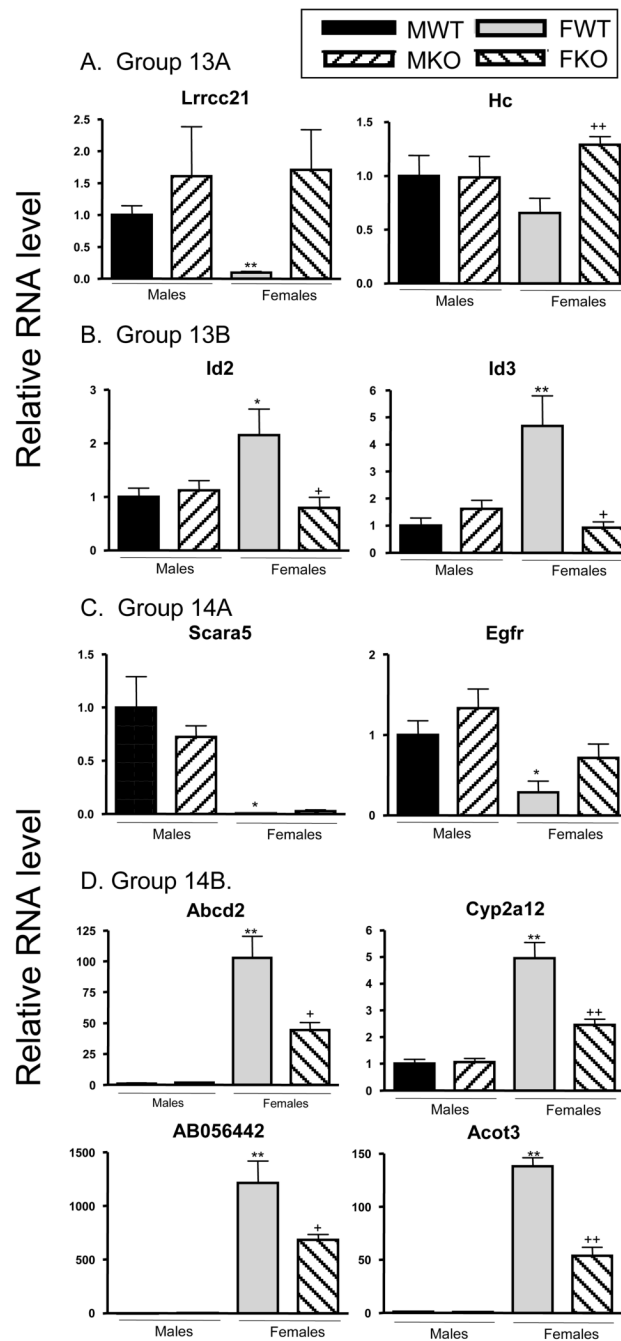 MWT FWT
MKO FKO
A. Group 13A
Lrrcc21
Hc
2.5
2.0
1.5
1.0
0.5
0.0
**
Males
Females
1.5
1.0
0.5
0.0
++
Males
Females
Relative RNA level
B. Group 13B
Id2
Id3
3
2
1
0
*
+
Males
Females
6
5
4
3
2
1
0
**
+
Males
Females
C. Group 14A
Scara5
Egfr
1.5
1.0
0.5
0.0
*
Males
Females
2
1
0
*
Males
Females
Relative RNA level
D. Group 14B.
Abcd2
Cyp2a12
125
100
75
50
25
0
**
+
Males
Females
6
5
4
3
2
1
0
**
++
Males
Females
AB056442
Acot3
1500
1000
500
0
**
+
Males
Females
150
100
50
0
**
++
Males
Females